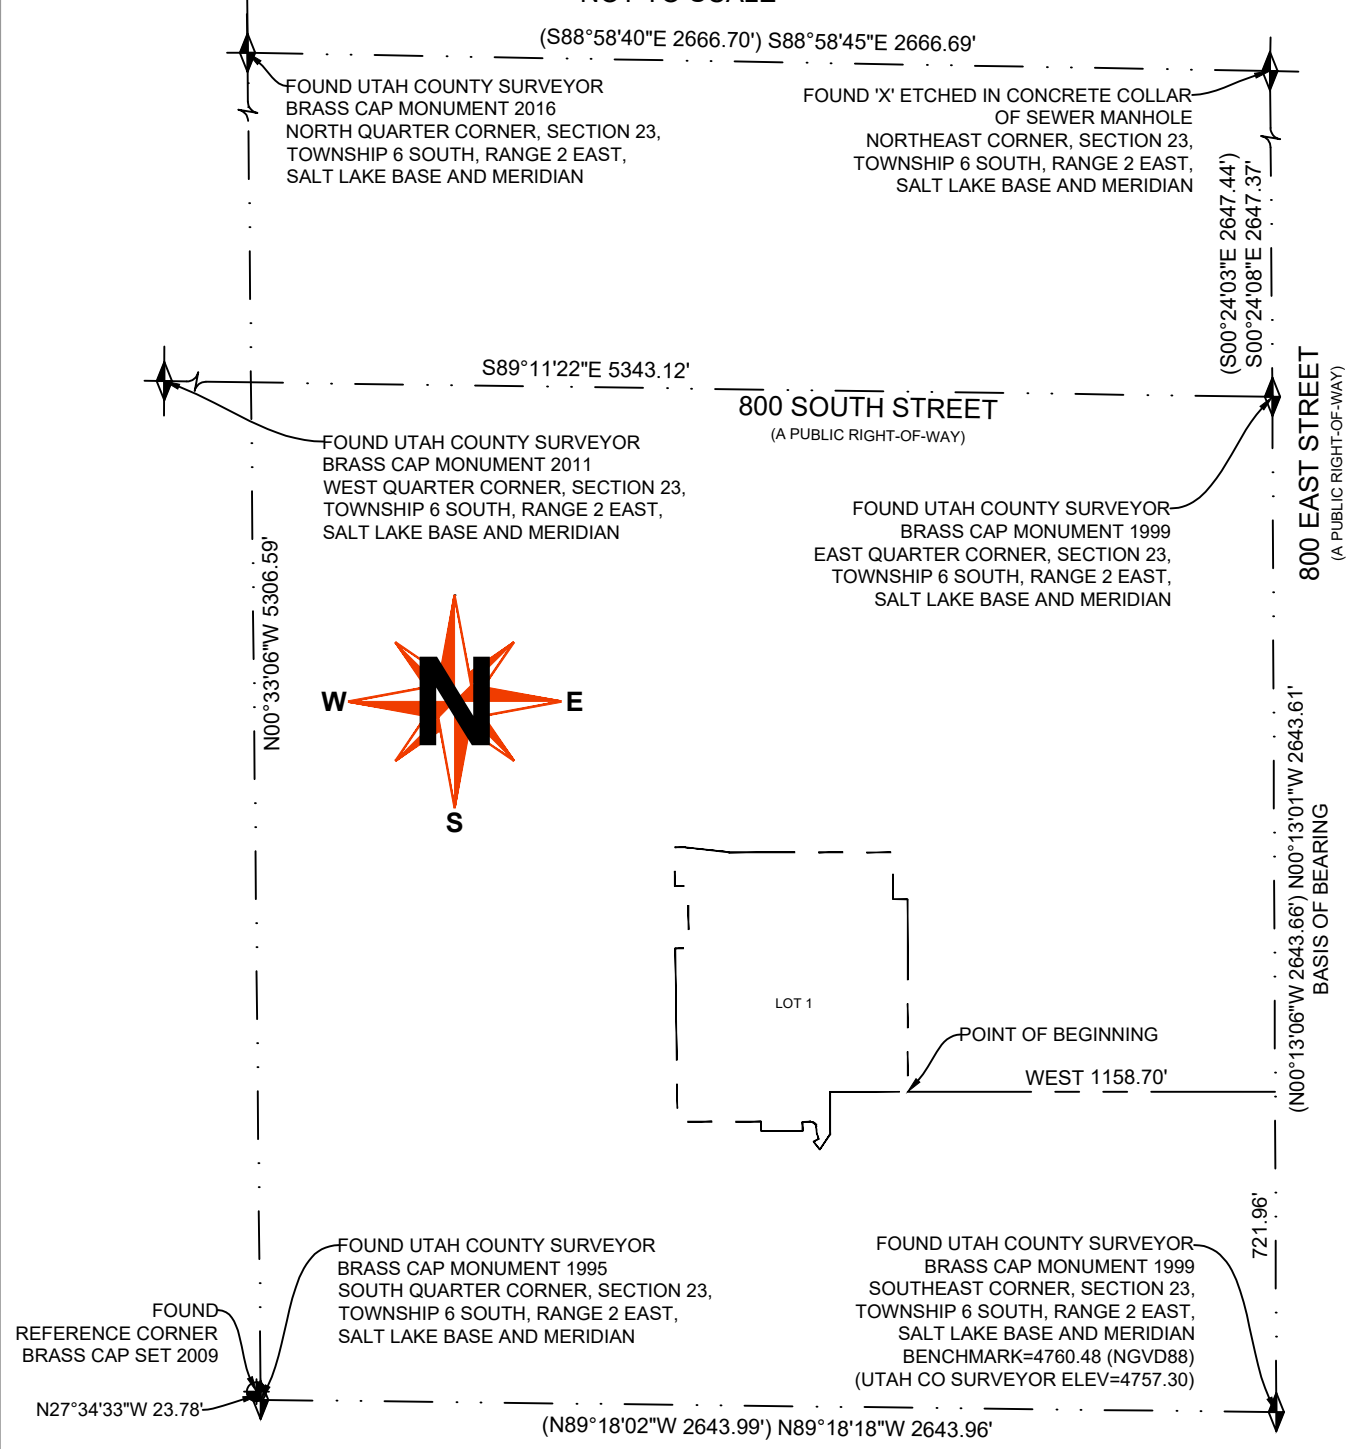 (S88°58'40"E 2666.70') S88°58'45"E 2666.69'
FOUND UTAH COUNTY SURVEYOR
BRASS CAP MONUMENT 2016
NORTH QUARTER CORNER, SECTION 23,
TOWNSHIP 6 SOUTH, RANGE 2 EAST,
SALT LAKE BASE AND MERIDIAN
FOUND 'X' ETCHED IN CONCRETE COLLAR
OF SEWER MANHOLE
NORTHEAST CORNER, SECTION 23,
TOWNSHIP 6 SOUTH, RANGE 2 EAST,
SALT LAKE BASE AND MERIDIAN
(S00°24'03"E 2647.44')
S00°24'08"E 2647.37'
S89°11'22"E 5343.12'
800 SOUTH STREET
(A PUBLIC RIGHT-OF-WAY)
800 EAST STREET
(A PUBLIC RIGHT-OF-WAY)
FOUND UTAH COUNTY SURVEYOR
BRASS CAP MONUMENT 2011
WEST QUARTER CORNER, SECTION 23,
TOWNSHIP 6 SOUTH, RANGE 2 EAST,
SALT LAKE BASE AND MERIDIAN
FOUND UTAH COUNTY SURVEYOR
BRASS CAP MONUMENT 1999
EAST QUARTER CORNER, SECTION 23,
TOWNSHIP 6 SOUTH, RANGE 2 EAST,
SALT LAKE BASE AND MERIDIAN
N00°33'06"W 5306.59'
N
W
E
S
(N00°13'06"W 2643.66') N00°13'01"W 2643.61'
BASIS OF BEARING
LOT 1
POINT OF BEGINNING
WEST 1158.70'
721.96'
FOUND UTAH COUNTY SURVEYOR
BRASS CAP MONUMENT 1995
SOUTH QUARTER CORNER, SECTION 23,
TOWNSHIP 6 SOUTH, RANGE 2 EAST,
SALT LAKE BASE AND MERIDIAN
FOUND UTAH COUNTY SURVEYOR
BRASS CAP MONUMENT 1999
SOUTHEAST CORNER, SECTION 23,
TOWNSHIP 6 SOUTH, RANGE 2 EAST,
SALT LAKE BASE AND MERIDIAN
BENCHMARK=4760.48 (NGVD88)
(UTAH CO SURVEYOR ELEV=4757.30)
FOUND
REFERENCE CORNER
BRASS CAP SET 2009
N27°34'33"W 23.78'
(N89°18'02"W 2643.99') N89°18'18"W 2643.96'